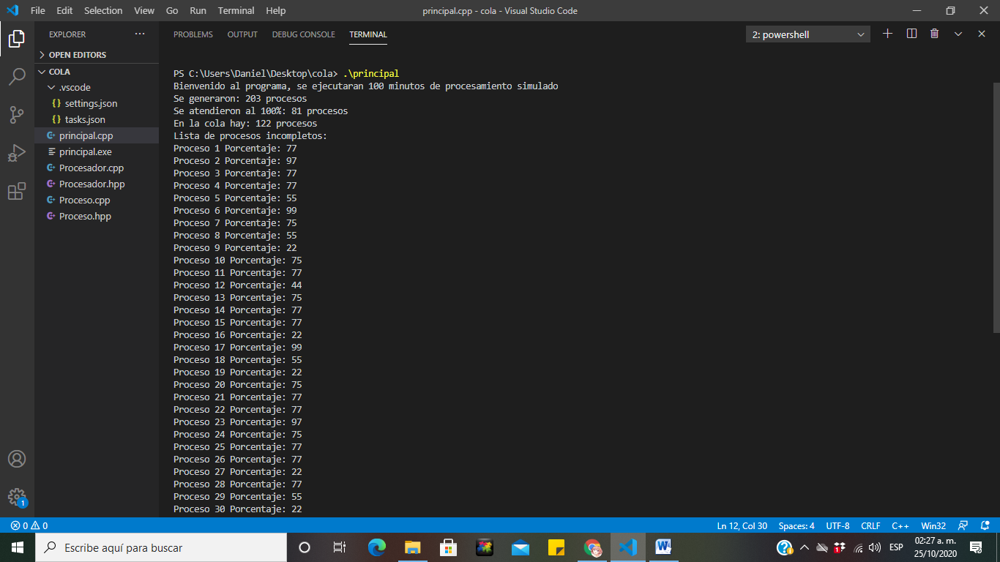 File Edit Selection View Go Run Terminal Help
principal.cpp - cola - Visual Studio Code
EXPLORER ···
OPEN EDITORS
COLA
.vscode
{} settings.json
{} tasks.json
principal.cpp
principal.exe
Procesador.cpp
Procesador.hpp
Proceso.cpp
Proceso.hpp
1
PROBLEMS OUTPUT DEBUG CONSOLE TERMINAL
2: powershell
PS C:\Users\Daniel\Desktop\cola> .\principal
Bienvenido al programa, se ejecutaran 100 minutos de procesamiento simulado
Se generaron: 203 procesos
Se atendieron al 100%: 81 procesos
En la cola hay: 122 procesos
Lista de procesos incompletos:
Proceso 1 Porcentaje: 77
Proceso 2 Porcentaje: 97
Proceso 3 Porcentaje: 77
Proceso 4 Porcentaje: 77
Proceso 5 Porcentaje: 55
Proceso 6 Porcentaje: 99
Proceso 7 Porcentaje: 75
Proceso 8 Porcentaje: 55
Proceso 9 Porcentaje: 22
Proceso 10 Porcentaje: 75
Proceso 11 Porcentaje: 77
Proceso 12 Porcentaje: 44
Proceso 13 Porcentaje: 75
Proceso 14 Porcentaje: 77
Proceso 15 Porcentaje: 77
Proceso 16 Porcentaje: 22
Proceso 17 Porcentaje: 99
Proceso 18 Porcentaje: 55
Proceso 19 Porcentaje: 22
Proceso 20 Porcentaje: 75
Proceso 21 Porcentaje: 77
Proceso 22 Porcentaje: 77
Proceso 23 Porcentaje: 97
Proceso 24 Porcentaje: 75
Proceso 25 Porcentaje: 77
Proceso 26 Porcentaje: 77
Proceso 27 Porcentaje: 22
Proceso 28 Porcentaje: 77
Proceso 29 Porcentaje: 55
Proceso 30 Porcentaje: 22
0 0
Ln 12, Col 30 Spaces: 4 UTF-8 CRLF C++ Win32
Escribe aquí para buscar
ESP
02:27 a. m.
25/10/2020